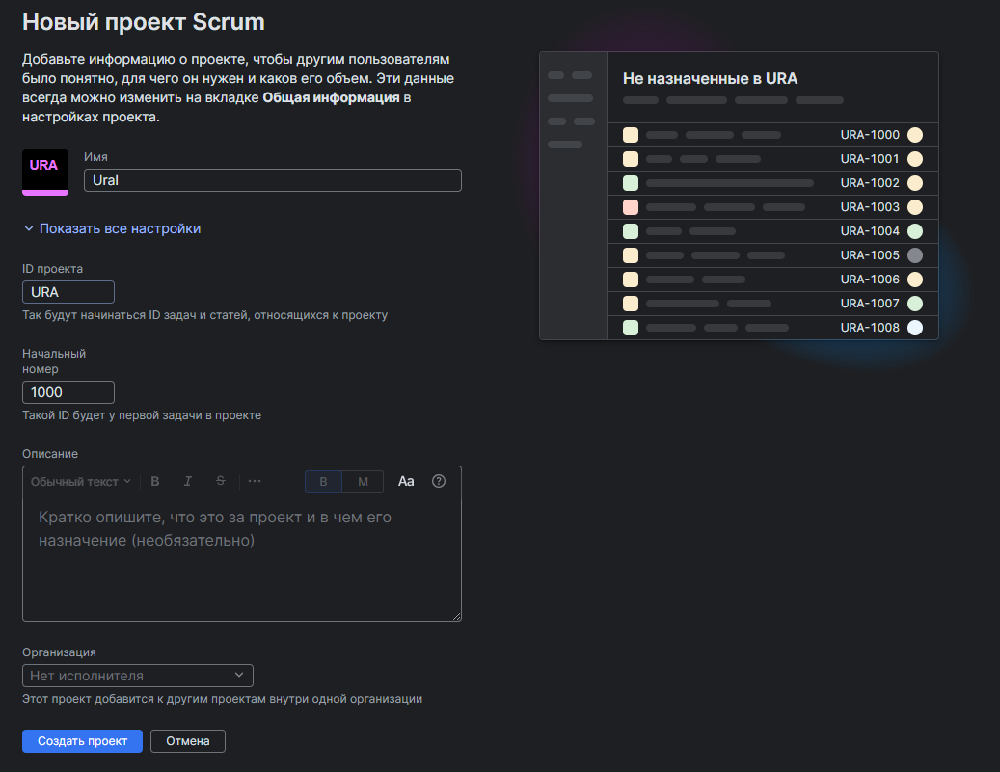 Новый проект Scrum
Добавьте информацию о проекте, чтобы другим пользователям
было понятно, для чего он нужен и каков его объем. Эти данные
всегда можно изменить на вкладке Общая информация в
настройках проекта.
URA
Имя
Ural
Показать все настройки
ID проекта
URA
Так будут начинаться ID задач и статей, относящихся к проекту
Начальный
номер
1000
Такой ID будет у первой задачи в проекте
Описание
Обычный текст B I S ... B M Aa ?
Кратко опишите, что это за проект и в чем его
назначение (необязательно)
Организация
Нет исполнителя
Этот проект добавится к другим проектам внутри одной организации
Создать проект Отмена
Не назначенные в URA
URA-1000
URA-1001
URA-1002
URA-1003
URA-1004
URA-1005
URA-1006
URA-1007
URA-1008